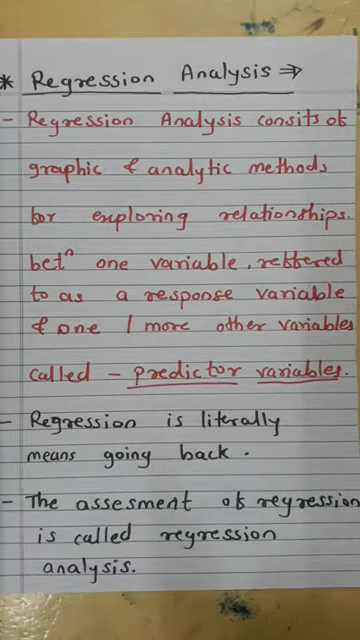 * Regression Analysis ⇒
- Regression Analysis consits of
graphic & analytic methods
for exploring relationships.
betⁿ one variable, reffered
to as a response variable
& one / more other variables
called - predictor variables.
- Regression is literally
means going back.
- The assesment of regression
is called regression
analysis.